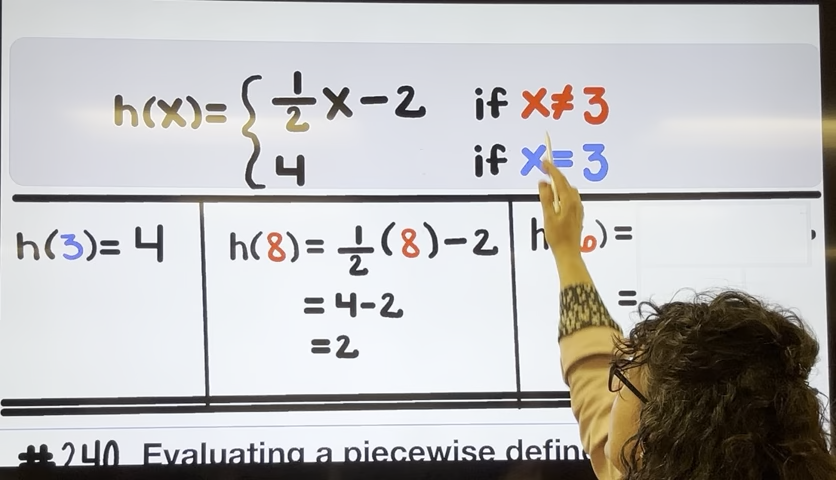 h(x)= { 1/2 x-2 if x≠3
{ 4 if x=3
h(3)=4
h(8)= 1/2 (8)-2
=4-2
=2
=
#240 Evaluating a piecewise